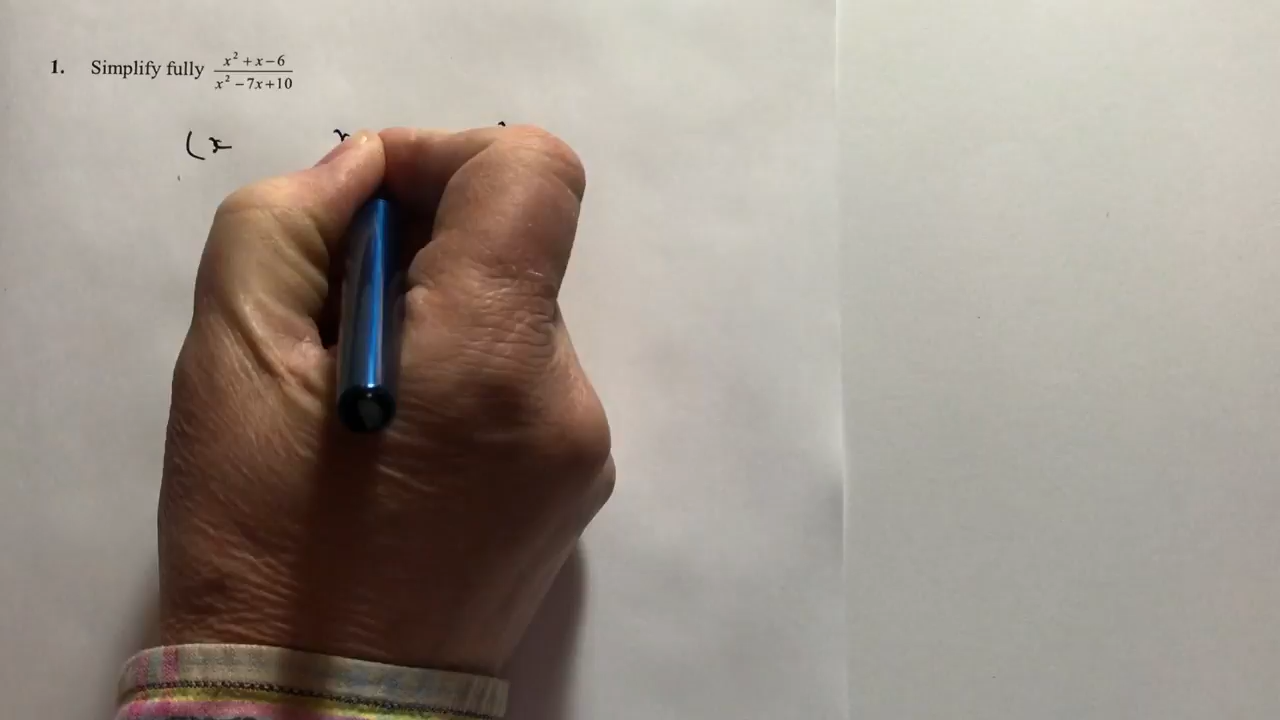 1. Simplify fully \frac{x^2+x-6}{x^2-7x+10}
(x x